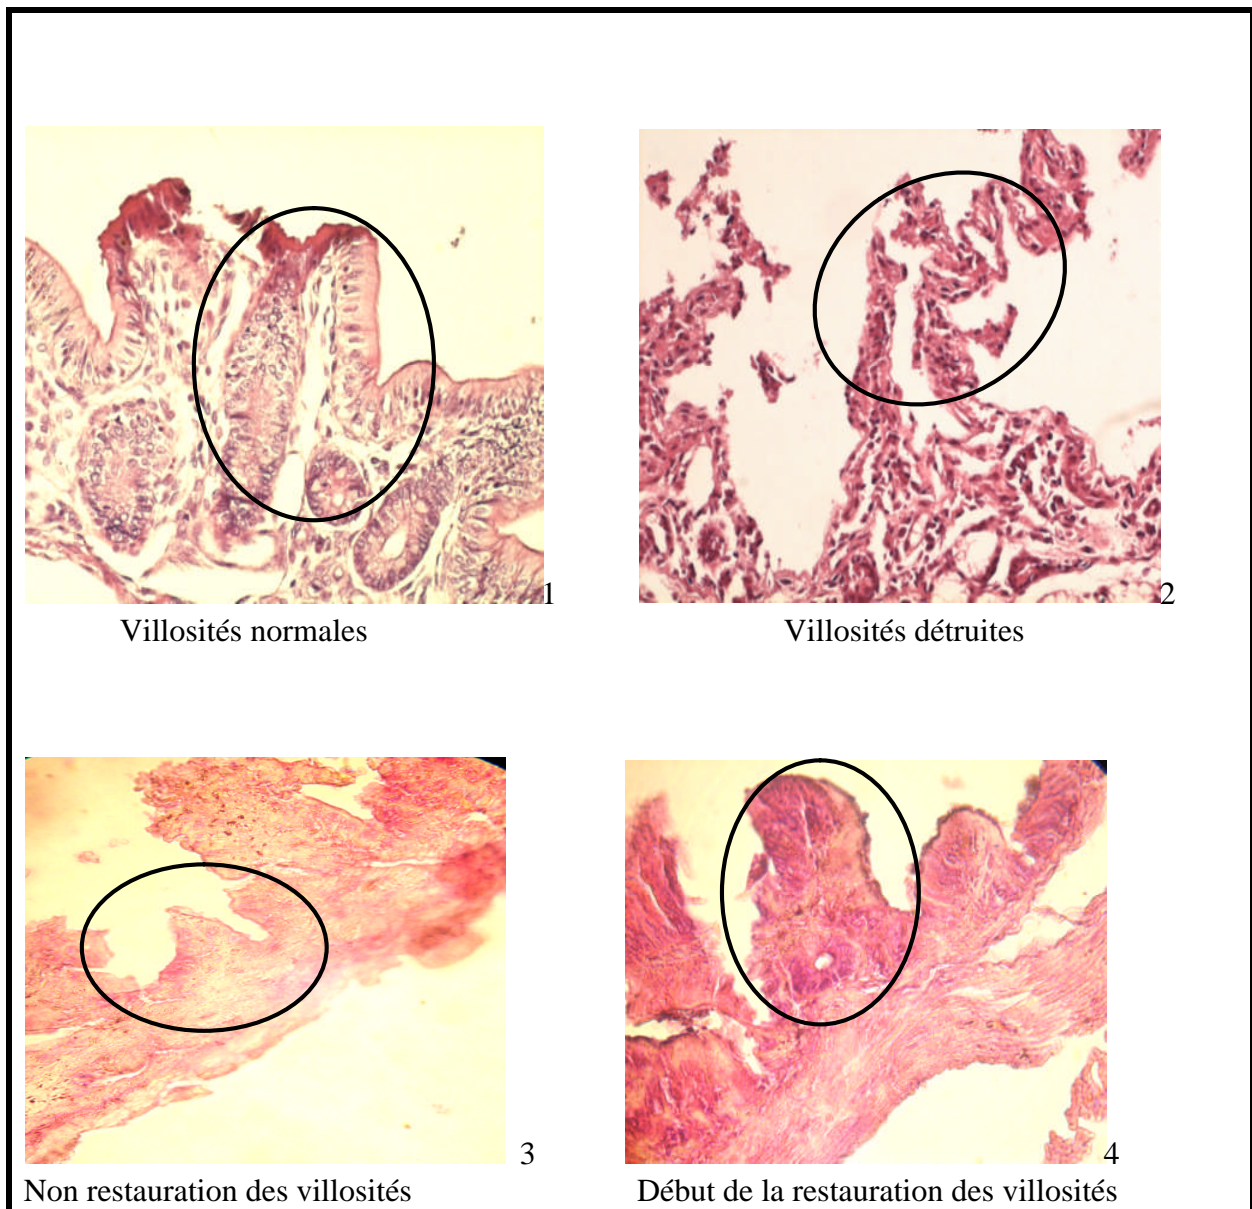 1
2
Villosités normales
Villosités détruites
3
4
Non restauration des villosités
Début de la restauration des villosités